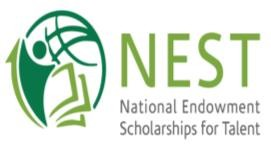 NEST
National Endowment
Scholarships for Talent